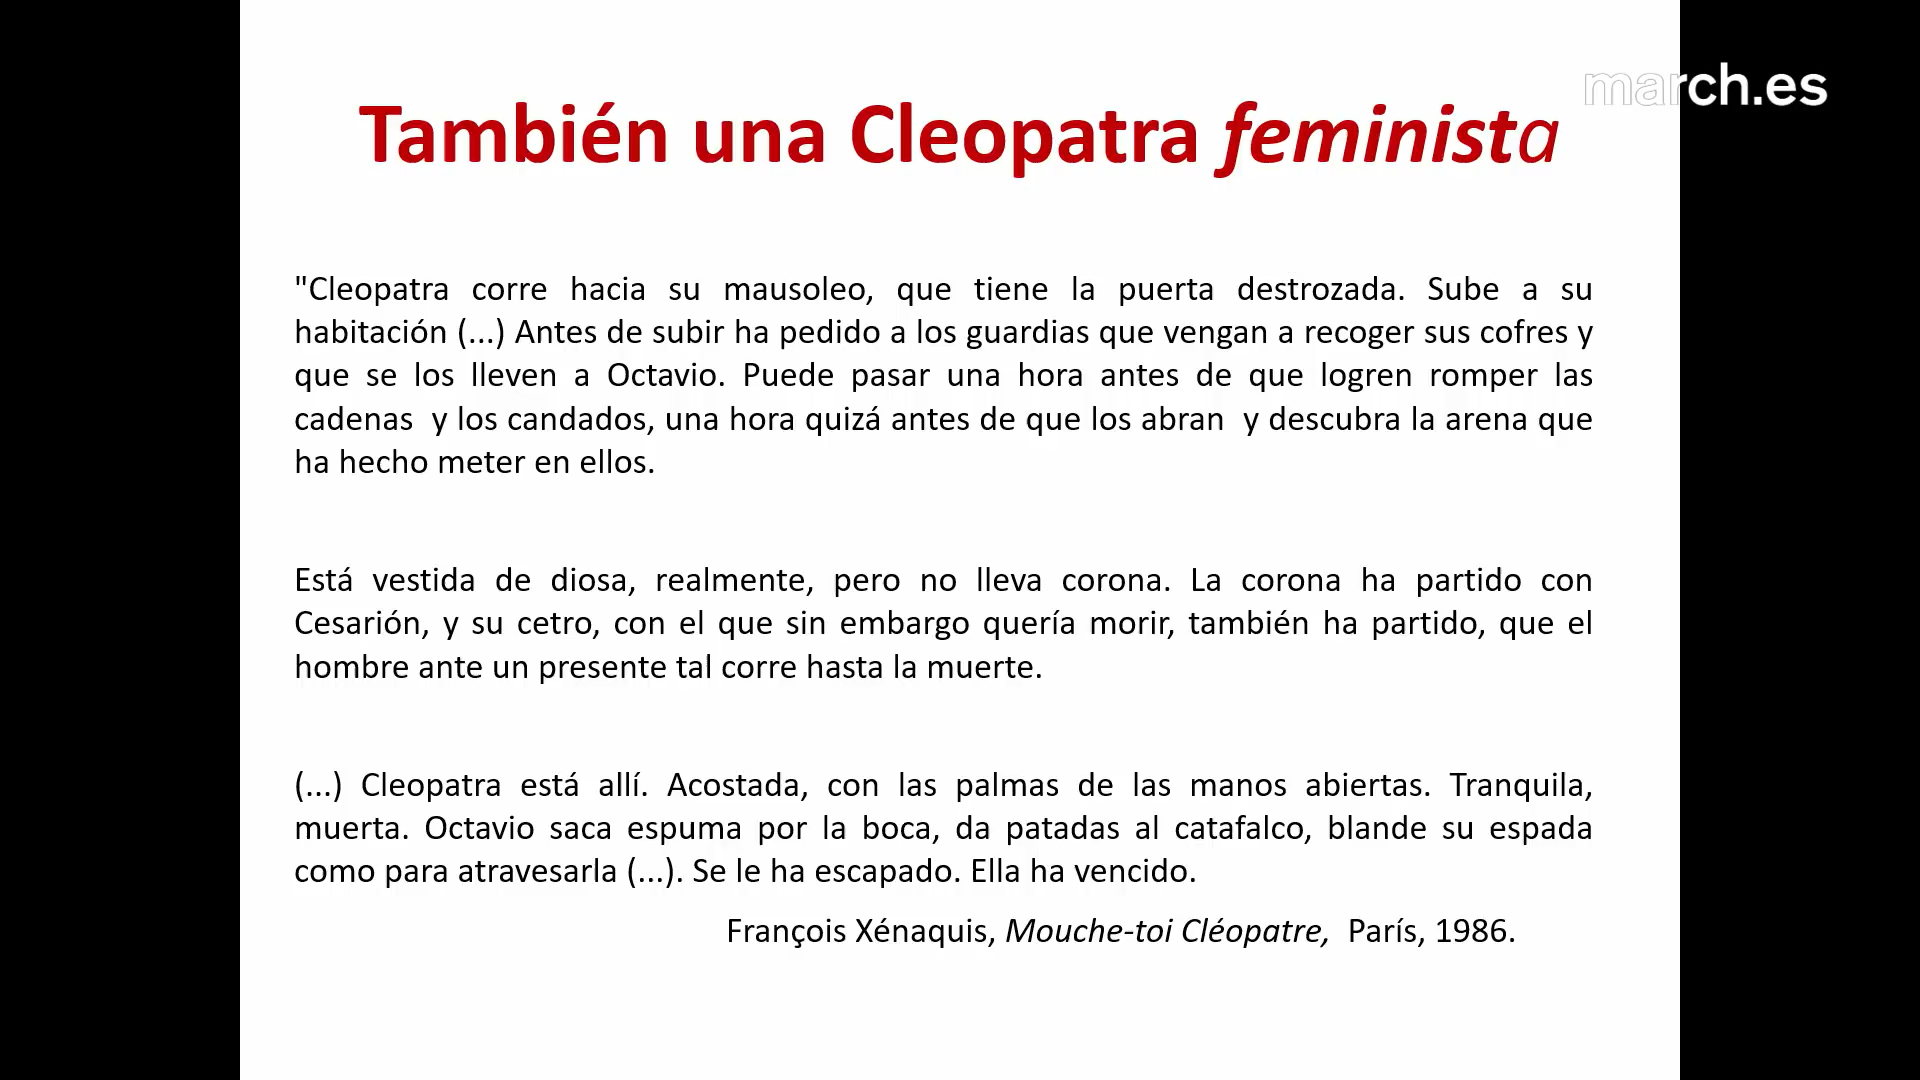 march.es
También una Cleopatra feminista
"Cleopatra corre hacia su mausoleo, que tiene la puerta destrozada. Sube a su
habitación (...) Antes de subir ha pedido a los guardias que vengan a recoger sus cofres y
que se los lleven a Octavio. Puede pasar una hora antes de que logren romper las
cadenas  y los candados, una hora quizá antes de que los abran  y descubra la arena que
ha hecho meter en ellos.
Está vestida de diosa, realmente, pero no lleva corona. La corona ha partido con
Cesarión, y su cetro, con el que sin embargo quería morir, también ha partido, que el
hombre ante un presente tal corre hasta la muerte.
(...) Cleopatra está allí. Acostada, con las palmas de las manos abiertas. Tranquila,
muerta. Octavio saca espuma por la boca, da patadas al catafalco, blande su espada
como para atravesarla (...). Se le ha escapado. Ella ha vencido.
François Xénaquis, Mouche-toi Cléopatre,  París, 1986.